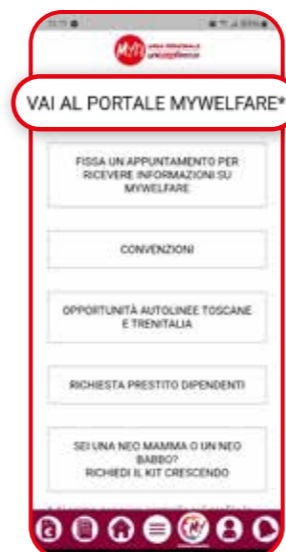 VAI AL PORTALE MYWELFARE*
FISSA UN APPUNTAMENTO PER
RICEVERE INFORMAZIONI SU
MYWELFARE
CONVENZIONI
OPPORTUNITÀ AUTOLINEE TOSCANE
E TRENITALIA
RICHIESTA PRESTITO DIPENDENTI
SEI UNA NEO MAMMA O UN NEO
BABBO?
RICHIEDI IL KIT CRESCENDO